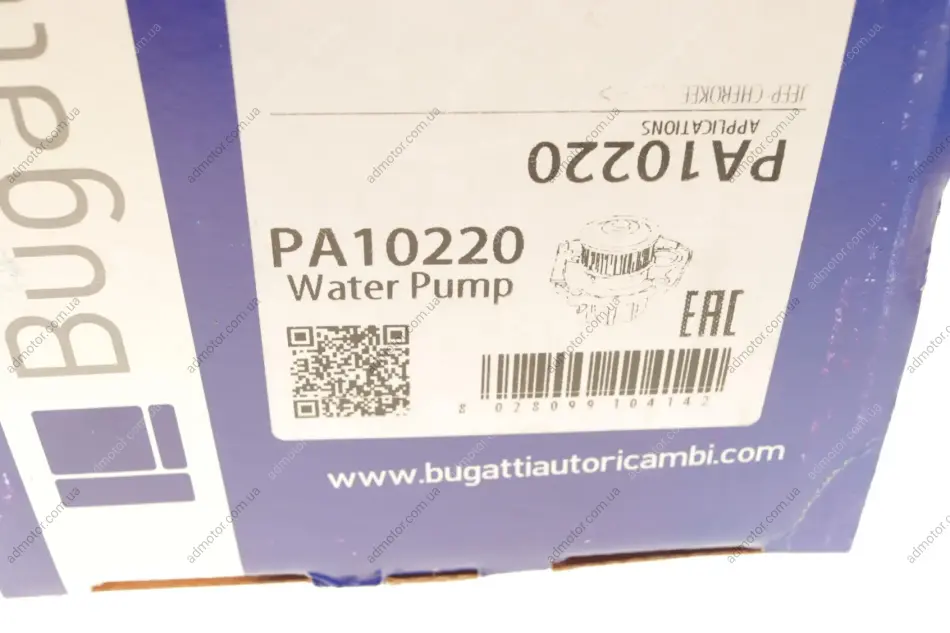 Bugatti
JEEP CHEROKEE >
APPLICATIONS
PA10220
PA10220
Water Pump
EAC
8 028099 104142
www.bugattiautoricambi.com
admotor.com.ua